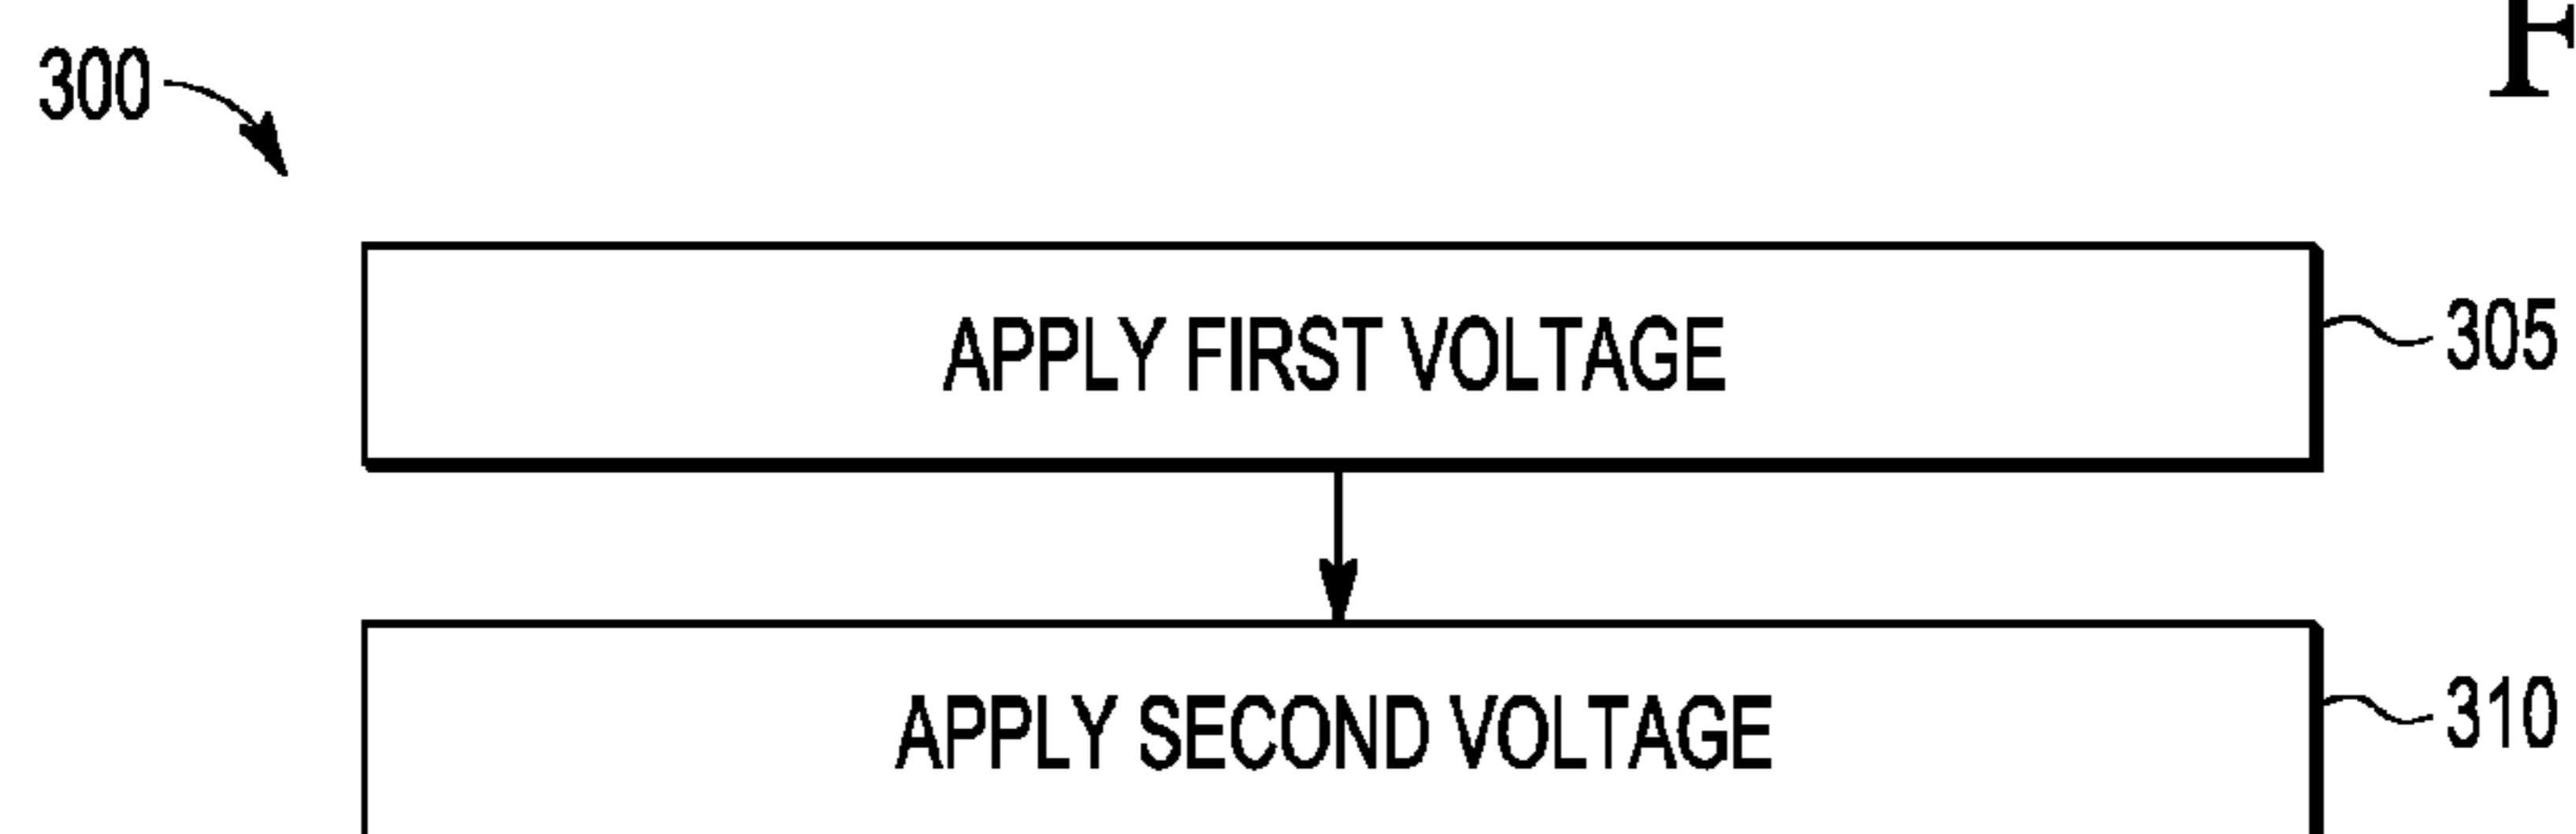 F
300
APPLY FIRST VOLTAGE
305
APPLY SECOND VOLTAGE
310